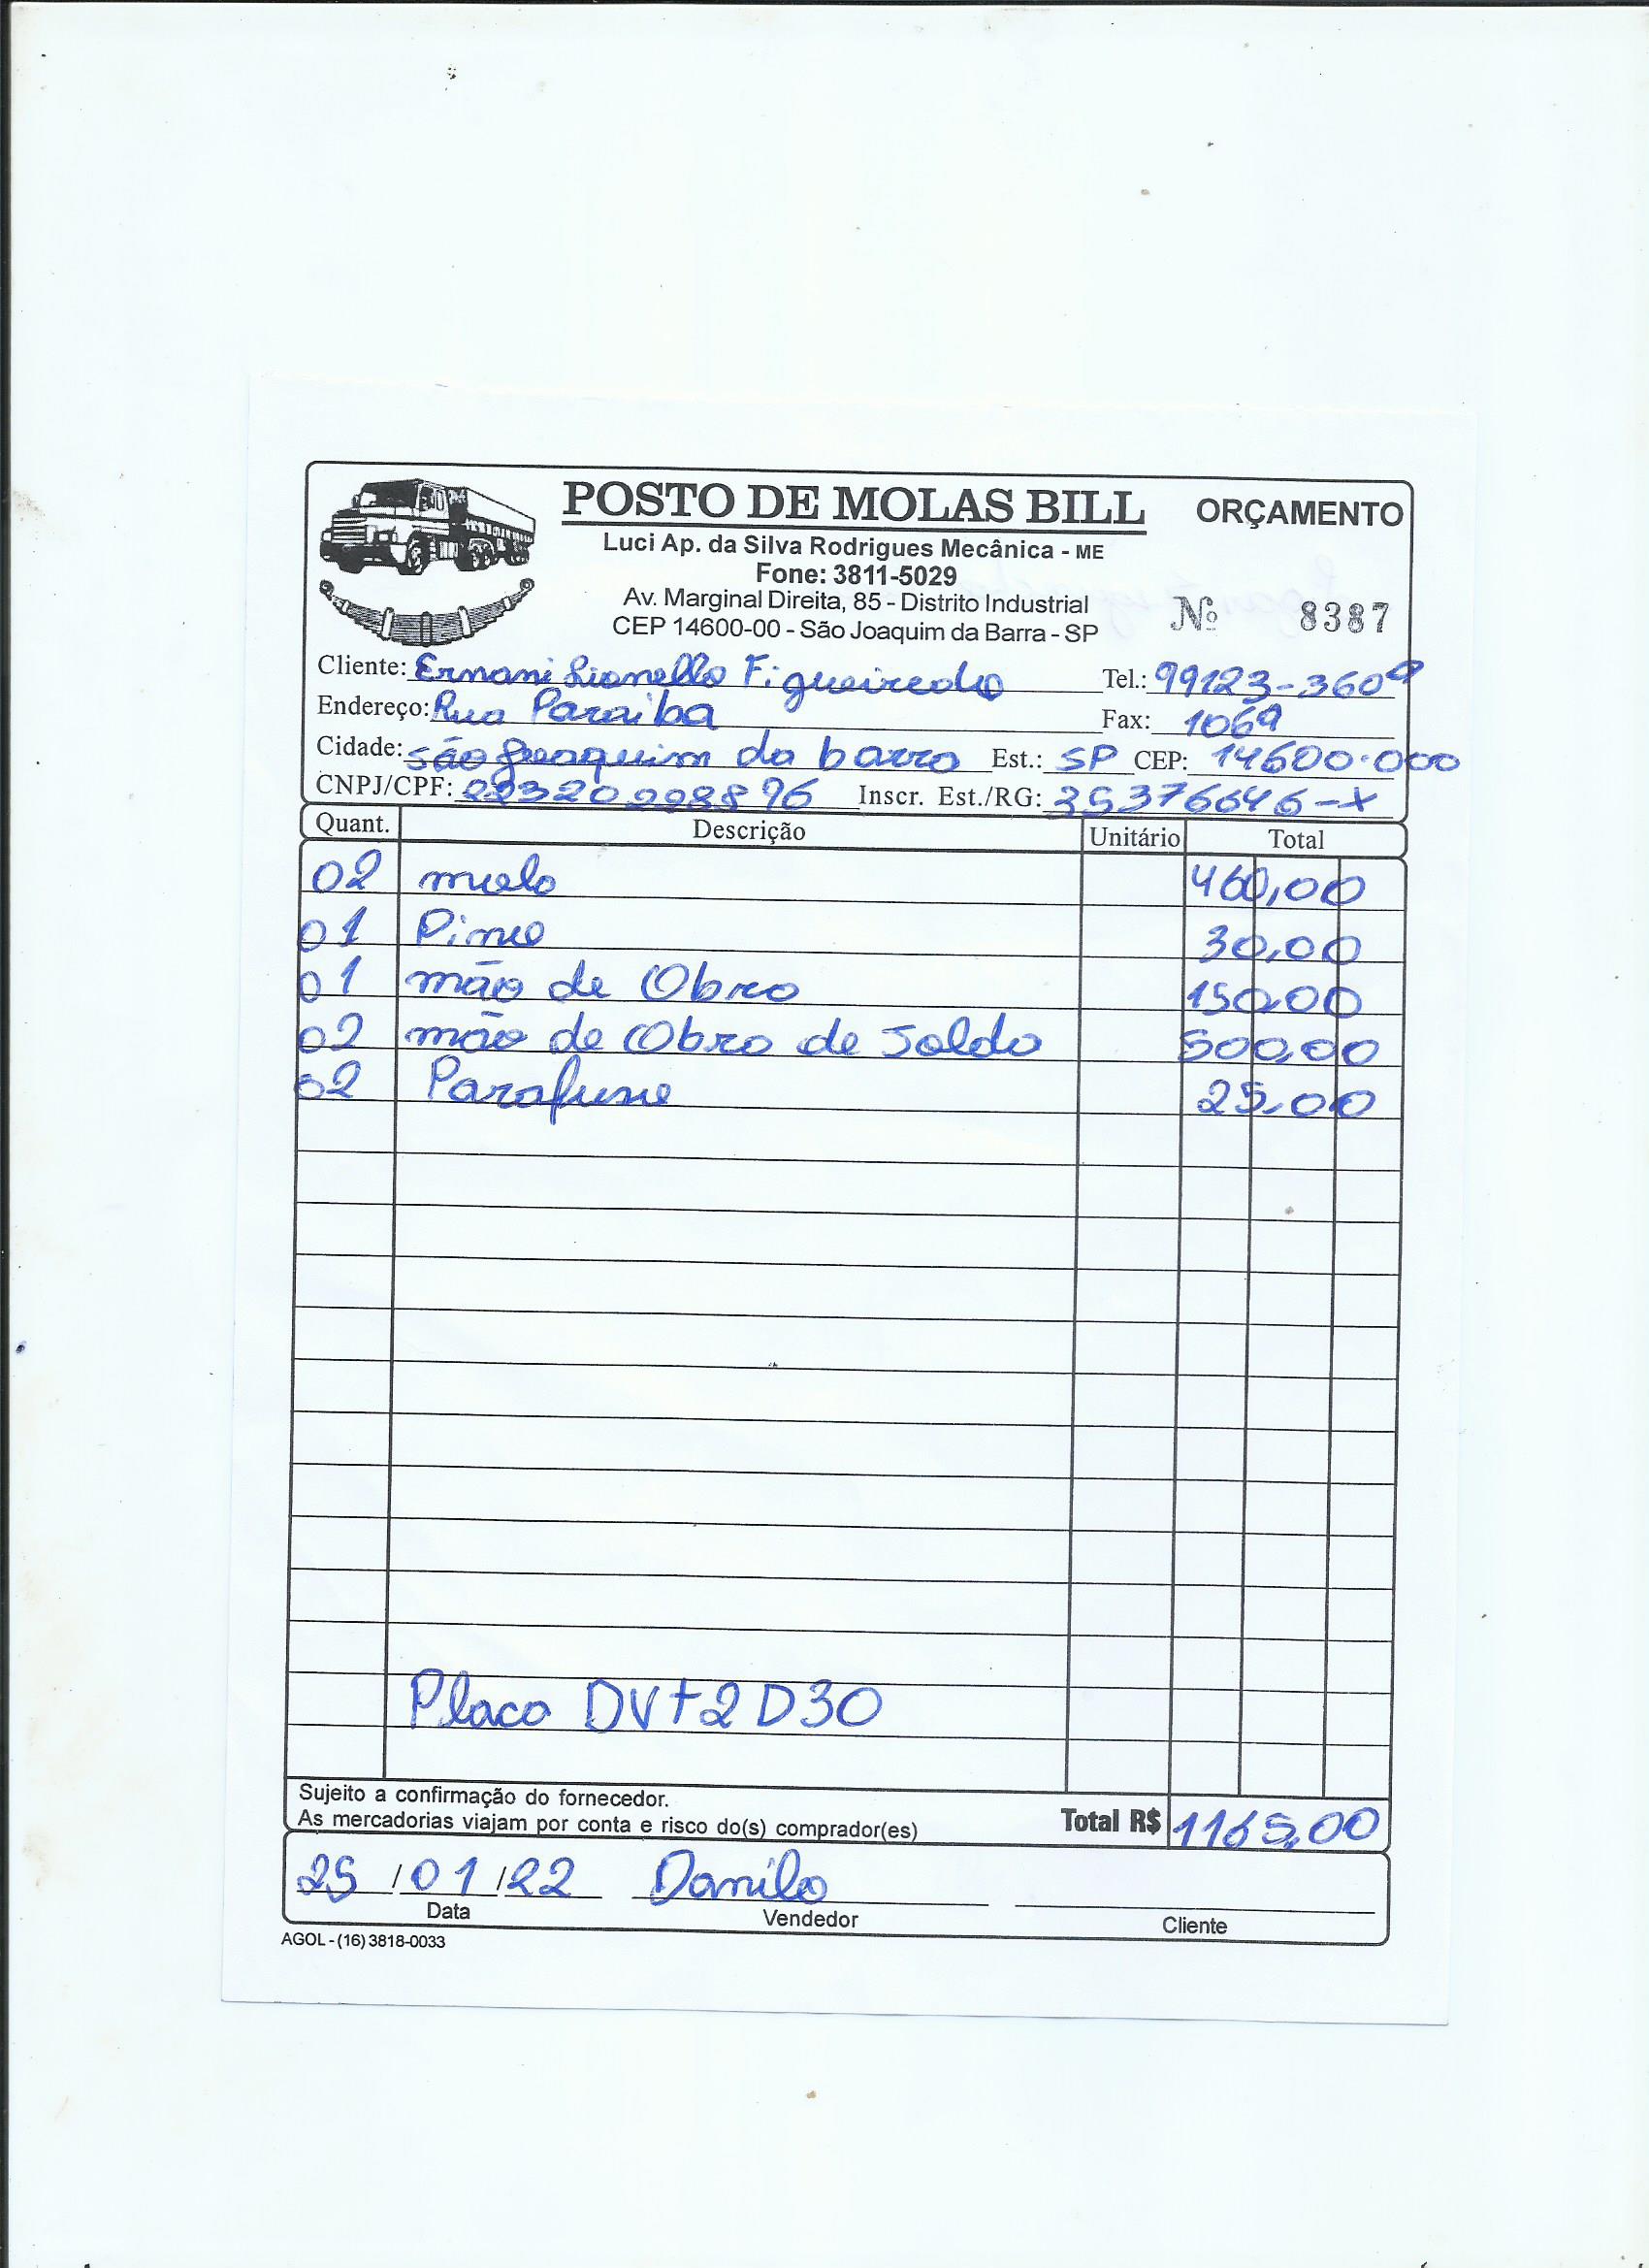 POSTO DE MOLAS BILL ORÇAMENTO
Luci Ap. da Silva Rodrigues Mecânica - ME
Fone: 3811-5029
Av. Marginal Direita, 85 - Distrito Industrial
CEP 14600-00 - São Joaquim da Barra - SP
Nº 8387
Cliente: Ernani Lionello Figueiredo Tel.: 99123-3609
Endereço: Rua Paraiba Fax: 1069
Cidade: são Joaquim da barra Est.: SP CEP: 14600.000
CNPJ/CPF: 22320298876 Inscr. Est./RG: 35376646-X
Quant. Descrição Unitário Total
02 mola 460,00
01 Pino 30,00
01 mão de Obra 150,00
02 mão de Obra de Solda 500,00
02 Parafuso 25,00
Placa DVT2D30
Sujeito a confirmação do fornecedor.
As mercadorias viajam por conta e risco do(s) comprador(es) Total R$ 1165,00
25/01/22 Danilo
Data Vendedor Cliente
AGOL - (16) 3818-0033